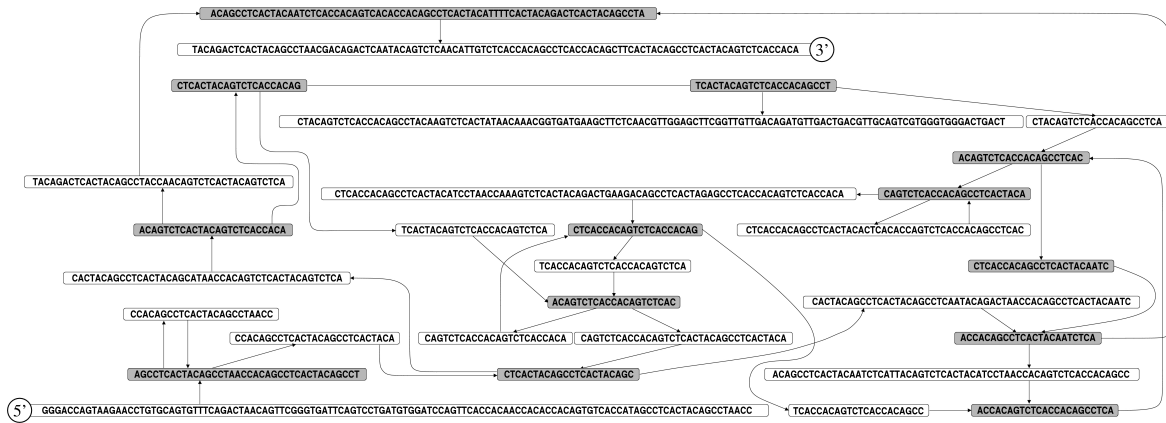 ACAGCCTCACTACAATCTCACCACAGTCACACCACAGCCTCACTACATTTTCACTACAGACTCACTACAGCCTA
TACAGACTCACTACAGCCTAACGACAGACTCAATACAGTCTCAACATTGTCTCACCACAGCCTCACCACAGCTTCACTACAGCCTCACTACAGTCTCACCACA
3'
CTCACTACAGTCTCACCACAG
TCACTACAGTCTCACCACAGCCT
CTACAGTCTCACCACAGCCTACAAGTCTCACTATAACAAACGGTGATGAAGCTTCTCAACGTTGGAGCTTCGGTTGTTGACAGATGTTGACTGACGTTGCAGTCGTGGGTGGGACTGACT
CTACAGTCTCACCACAGCCTCA
ACAGTCTCACCACAGCCTCAC
TACAGACTCACTACAGCCTACCAACAGTCTCACTACAGTCTCA
CTCACCACAGCCTCACTACATCCTAACCAAAGTCTCACTACAGACTGAAGACAGCCTCACTAGAGCCTCACCACAGTCTCACCACA
CAGTCTCACCACAGCCTCACTACA
ACAGTCTCACTACAGTCTCACCACA
TCACTACAGTCTCACCACAGTCTCA
CTCACCACAGTCTCACCACAG
CTCACCACAGCCTCACTACACTCACACCAGTCTCACCACAGCCTCAC
TCACCACAGTCTCACCACAGTCTCA
CTCACCACAGCCTCACTACAATC
CACTACAGCCTCACTACAGCATAACCACAGTCTCACTACAGTCTCA
ACAGTCTCACCACAGTCTCAC
CACTACAGCCTCACTACAGCCTCAATACAGACTAACCACAGCCTCACTACAATC
CCACAGCCTCACTACAGCCTAACC
CCACAGCCTCACTACAGCCTCACTACA
CAGTCTCACCACAGTCTCACCACA
CAGTCTCACCACAGTCTCACTACAGCCTCACTACA
ACCACAGCCTCACTACAATCTCA
AGCCTCACTACAGCCTAACCACAGCCTCACTACAGCCT
CTCACTACAGCCTCACTACAGC
ACAGCCTCACTACAATCTCATTACAGTCTCACTACATCCTAACCACAGTCTCACCACAGCC
5'
GGGACCAGTAAGAACCTGTGCAGTGTTTCAGACTAACAGTTCGGGTGATTCAGTCCTGATGTGGATCCAGTTCACCACAACCACACCACAGTGTCACCATAGCCTCACTACAGCCTAACC
TCACCACAGTCTCACCACAGCC
ACCACAGTCTCACCACAGCCTCA